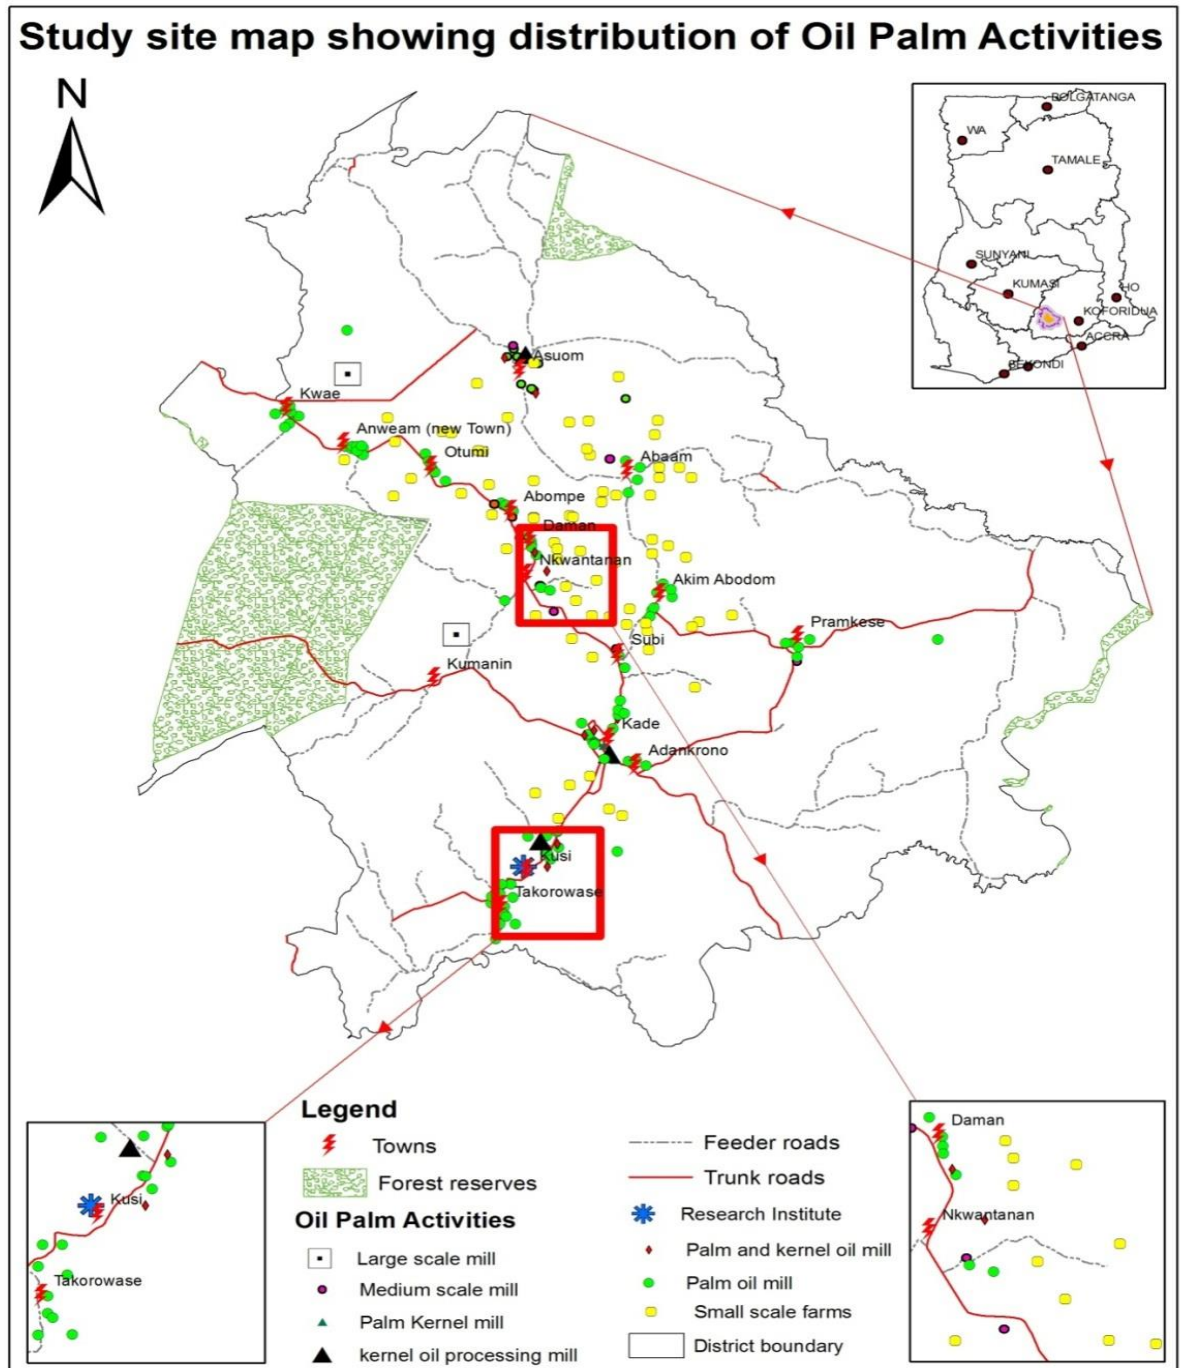 Study site map showing distribution of Oil Palm Activities
N
BOLGATANGA
WA
TAMALE
SUNYANI
KUMASI
HO
KOFORIDUA
ACCRA
SEKONDI
Asuom
Kwae
Anweam (new Town)
Otumi
Abaam
Abompe
Daman
Nkwantanan
Akim Abodom
Pramkese
Subi
Kumanin
Kade
Adankrono
Kusi
Takorowase
Legend
Towns
Forest reserves
Oil Palm Activities
Large scale mill
Medium scale mill
Palm Kernel mill
kernel oil processing mill
Feeder roads
Trunk roads
Research Institute
Palm and kernel oil mill
Palm oil mill
Small scale farms
District boundary
Kusi
Takorowase
Daman
Nkwantanan